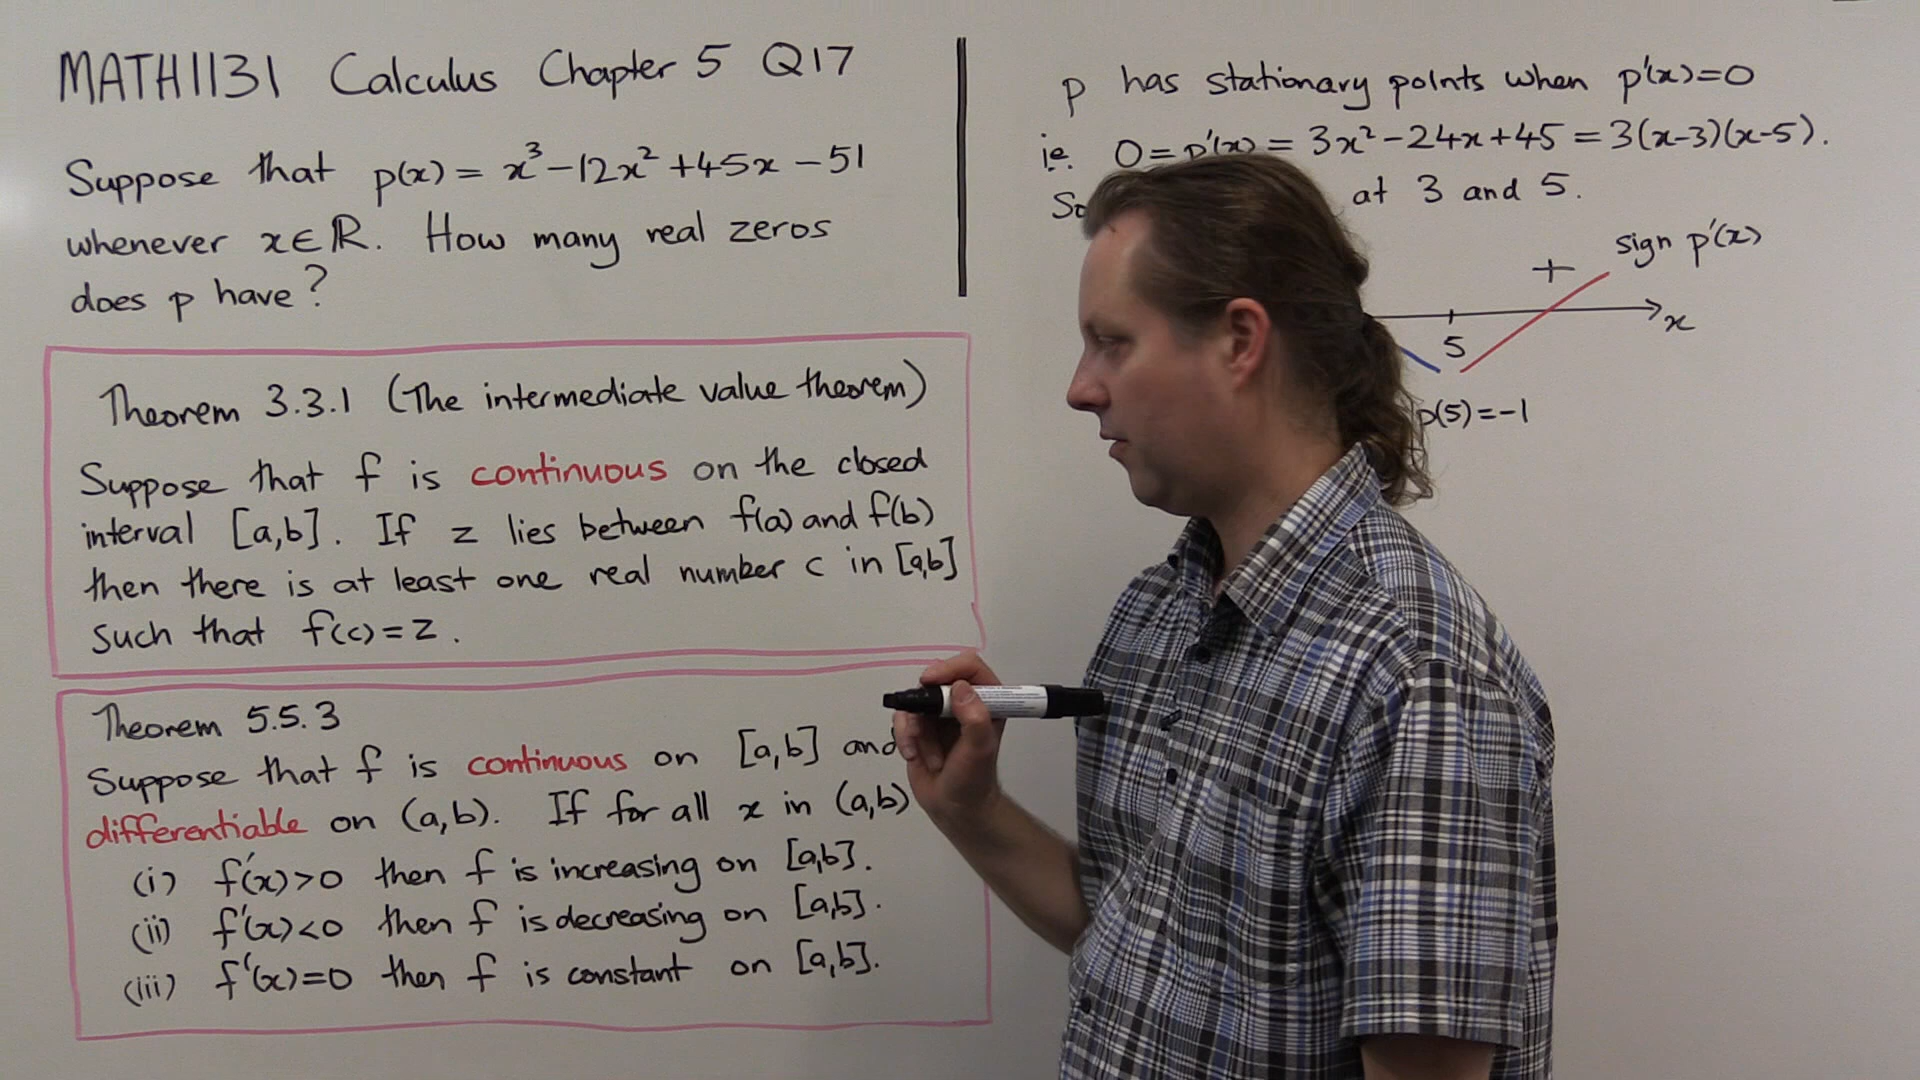 MATH1131 Calculus Chapter 5 Q17
Suppose that p(x) = x³-12x²+45x-51
whenever x∈ℝ. How many real zeros
does p have?
Theorem 3.3.1 (The intermediate value theorem)
Suppose that f is continuous on the closed
interval [a,b]. If z lies between f(a) and f(b)
then there is at least one real number c in [a,b]
such that f(c)=z.
Theorem 5.5.3
Suppose that f is continuous on [a,b] and
differentiable on (a,b). If for all x in (a,b)
(i) f'(x)>0 then f is increasing on [a,b].
(ii) f'(x)<0 then f is decreasing on [a,b].
(iii) f'(x)=0 then f is constant on [a,b].
p has stationary points when p'(x)=0
ie. 0=p'(x)=3x²-24x+45=3(x-3)(x-5).
So at 3 and 5.
sign p'(x)
+
x
5
p(5)=-1